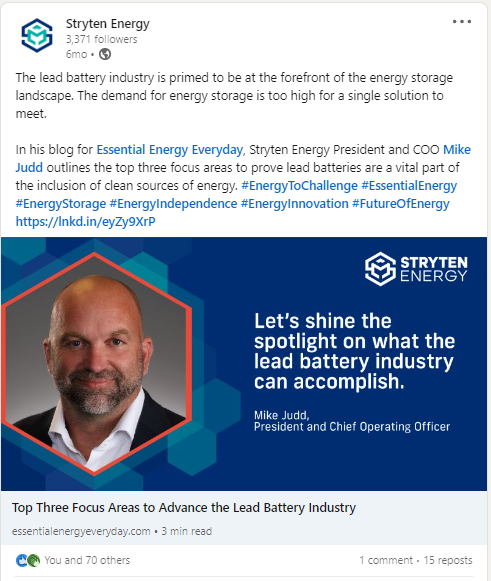 Stryten Energy
3,371 followers
6mo •
The lead battery industry is primed to be at the forefront of the energy storage
landscape. The demand for energy storage is too high for a single solution to
meet.
In his blog for Essential Energy Everyday, Stryten Energy President and COO Mike
Judd outlines the top three focus areas to prove lead batteries are a vital part of
the inclusion of clean sources of energy. #EnergyToChallenge #EssentialEnergy
#EnergyStorage #EnergyIndependence #EnergyInnovation #FutureOfEnergy
https://lnkd.in/eyZy9XrP
STRYTEN
ENERGY
Let's shine the
spotlight on what the
lead battery industry
can accomplish.
Mike Judd,
President and Chief Operating Officer
Top Three Focus Areas to Advance the Lead Battery Industry
essentialenergyeveryday.com • 3 min read
You and 70 others
1 comment • 15 reposts